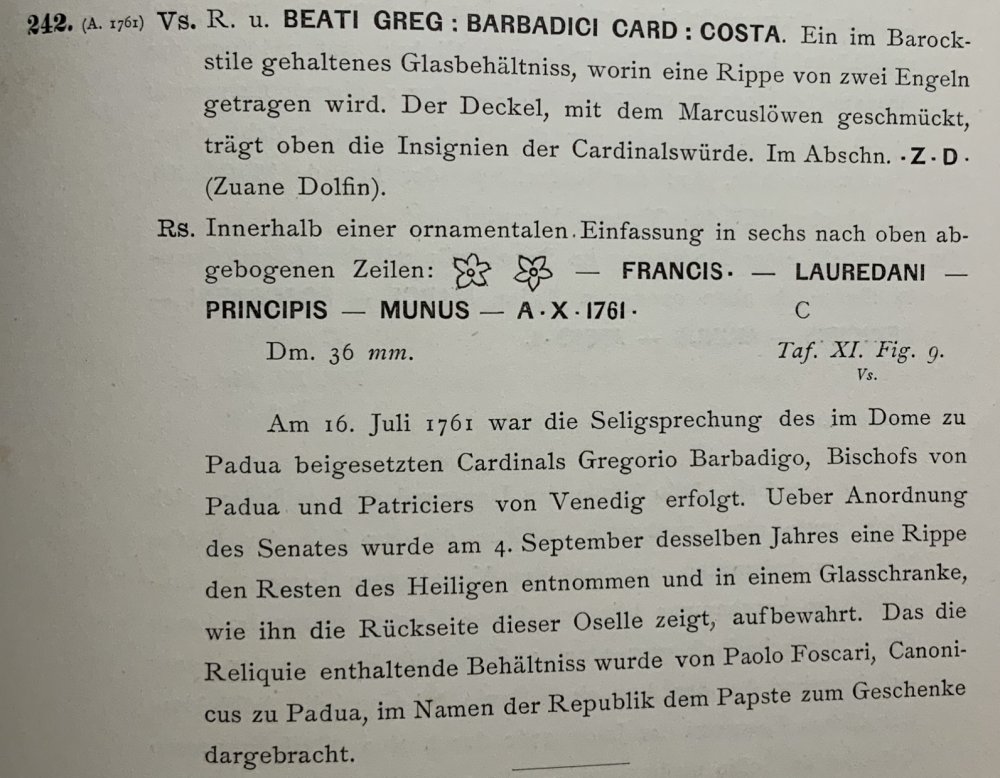 242. (A. 1761) Vs. R. u. BEATI GREG : BARBADICI CARD : COSTA. Ein im Barock-
stile gehaltenes Glasbehältniss, worin eine Rippe von zwei Engeln
getragen wird. Der Deckel, mit dem Marcuslöwen geschmückt,
trägt oben die Insignien der Cardinalswürde. Im Abschn. · Z · D ·
(Zuane Dolfin).
Rs. Innerhalb einer ornamentalen Einfassung in sechs nach oben ab-
gebogenen Zeilen: — FRANCIS· — LAUREDANI —
PRINCIPIS — MUNUS — A · X · 1761 · C
Dm. 36 mm. Taf. XI. Fig. 9.
Vs.
Am 16. Juli 1761 war die Seligsprechung des im Dome zu
Padua beigesetzten Cardinals Gregorio Barbadigo, Bischofs von
Padua und Patriciers von Venedig erfolgt. Ueber Anordnung
des Senates wurde am 4. September desselben Jahres eine Rippe
den Resten des Heiligen entnommen und in einem Glasschranke,
wie ihn die Rückseite dieser Oselle zeigt, aufbewahrt. Das die
Reliquie enthaltende Behältniss wurde von Paolo Foscari, Canoni-
cus zu Padua, im Namen der Republik dem Papste zum Geschenke
dargebracht.